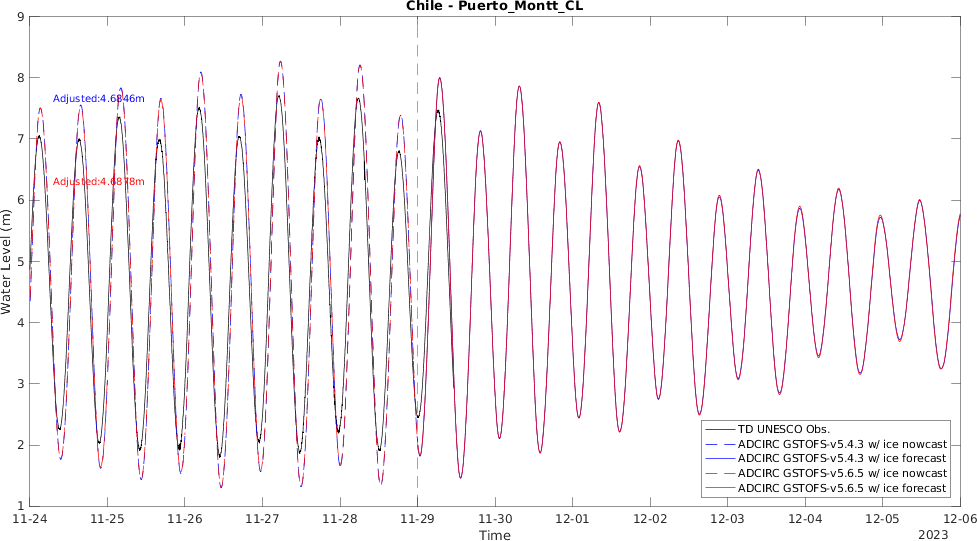 Chile - Puerto_Montt_CL
9
8
7
6
5
4
3
2
1
Water Level (m)
Adjusted:4.6846m
Adjusted:4.6878m
TD UNESCO Obs.
ADCIRC GSTOFS-v5.4.3 w/ ice nowcast
ADCIRC GSTOFS-v5.4.3 w/ ice forecast
ADCIRC GSTOFS-v5.6.5 w/ ice nowcast
ADCIRC GSTOFS-v5.6.5 w/ ice forecast
11-24 11-25 11-26 11-27 11-28 11-29 11-30 12-01 12-02 12-03 12-04 12-05 12-06
Time 2023